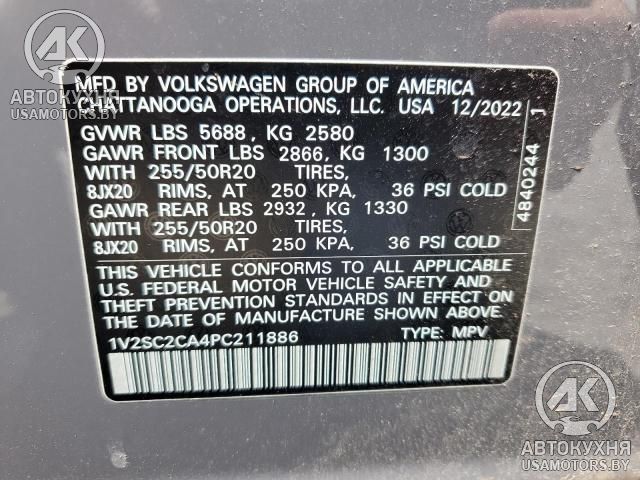 AK
АВТОКУХНЯ
USAMOTORS.BY
MFD BY VOLKSWAGEN GROUP OF AMERICA
CHATTANOOGA OPERATIONS, LLC. USA 12/2022
GVWR LBS 5688, KG 2580
GAWR FRONT LBS 2866, KG 1300
WITH 255/50R20 TIRES,
8JX20 RIMS, AT 250 KPA, 36 PSI COLD
GAWR REAR LBS 2932, KG 1330
WITH 255/50R20 TIRES,
8JX20 RIMS, AT 250 KPA, 36 PSI COLD
THIS VEHICLE CONFORMS TO ALL APPLICABLE
U.S. FEDERAL MOTOR VEHICLE SAFETY AND
THEFT PREVENTION STANDARDS IN EFFECT ON
THE DATE OF MANUFACTURE SHOWN ABOVE.
1V2SC2CA4PC211886 TYPE: MPV
4840244 1
AK
АВТОКУХНЯ
USAMOTORS.BY